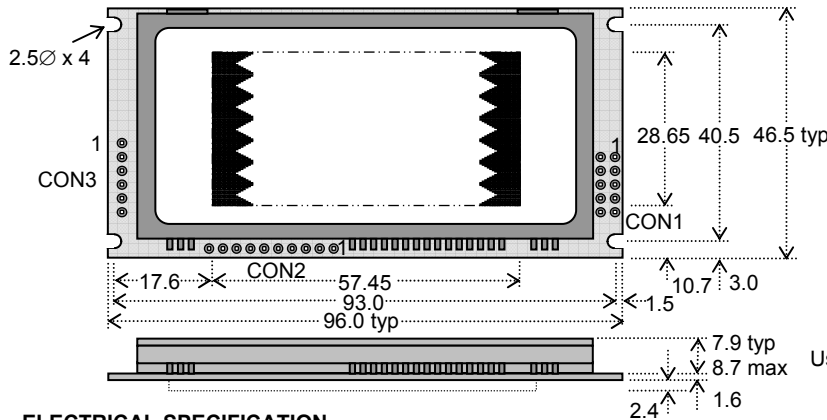 2.5∅ x 4
1
CON3
1
CON1
28.65
40.5
46.5 typ
1
CON2
17.6
57.45
10.7
3.0
93.0
1.5
96.0 typ
7.9 typ
8.7 max
Us
2.4
1.6
ELECTRICAL SPECIFICATION